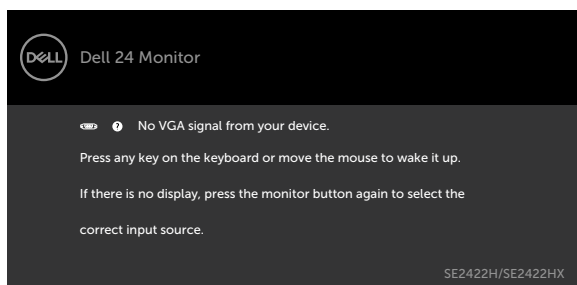 DELL
Dell 24 Monitor
? No VGA signal from your device.
Press any key on the keyboard or move the mouse to wake it up.
If there is no display, press the monitor button again to select the
correct input source.
SE2422H/SE2422HX